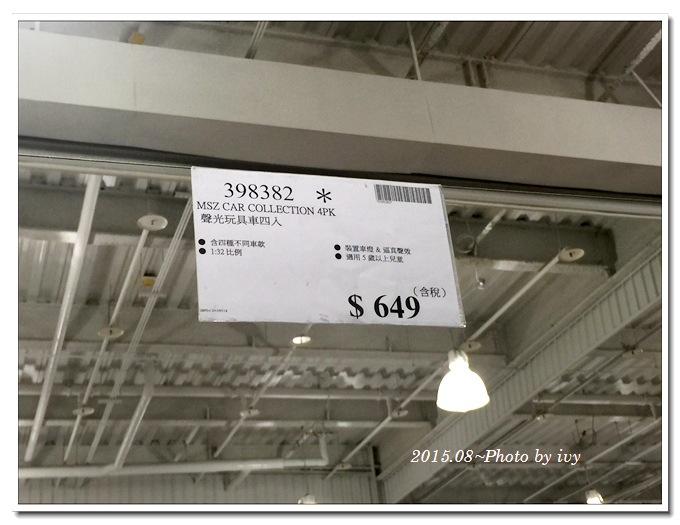 398382 *
MSZ CAR COLLECTION 4PK
聲光玩具車四入
● 含四種不同車款
● 1:32 比例
● 裝置車燈 & 逼真聲效
● 適用 5 歲以上兒童
(含稅)
$ 649
2015.08~Photo by ivy